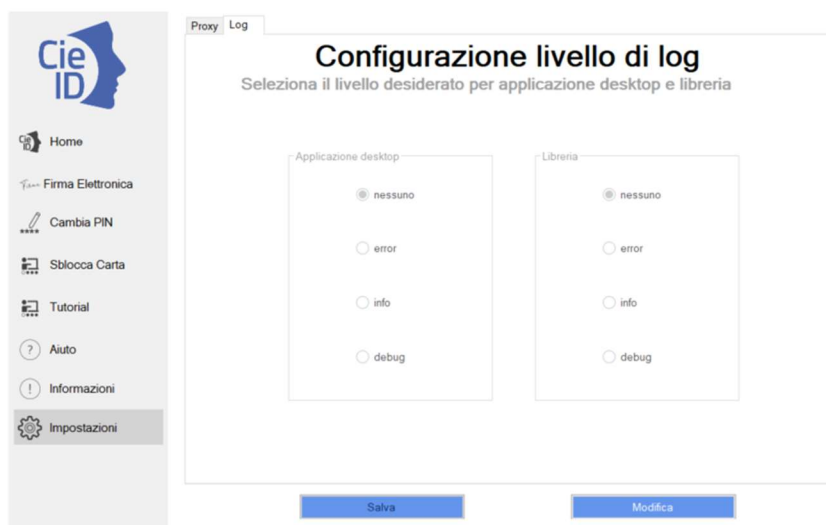 Cie
ID
Cie
ID
Home
Firma Elettronica
Cambia PIN
Sblocca Carta
Tutorial
? Aiuto
! Informazioni
Impostazioni
Proxy Log
Configurazione livello di log
Seleziona il livello desiderato per applicazione desktop e libreria
Applicazione desktop
nessuno
error
info
debug
Libreria
nessuno
error
info
debug
Salva
Modifica